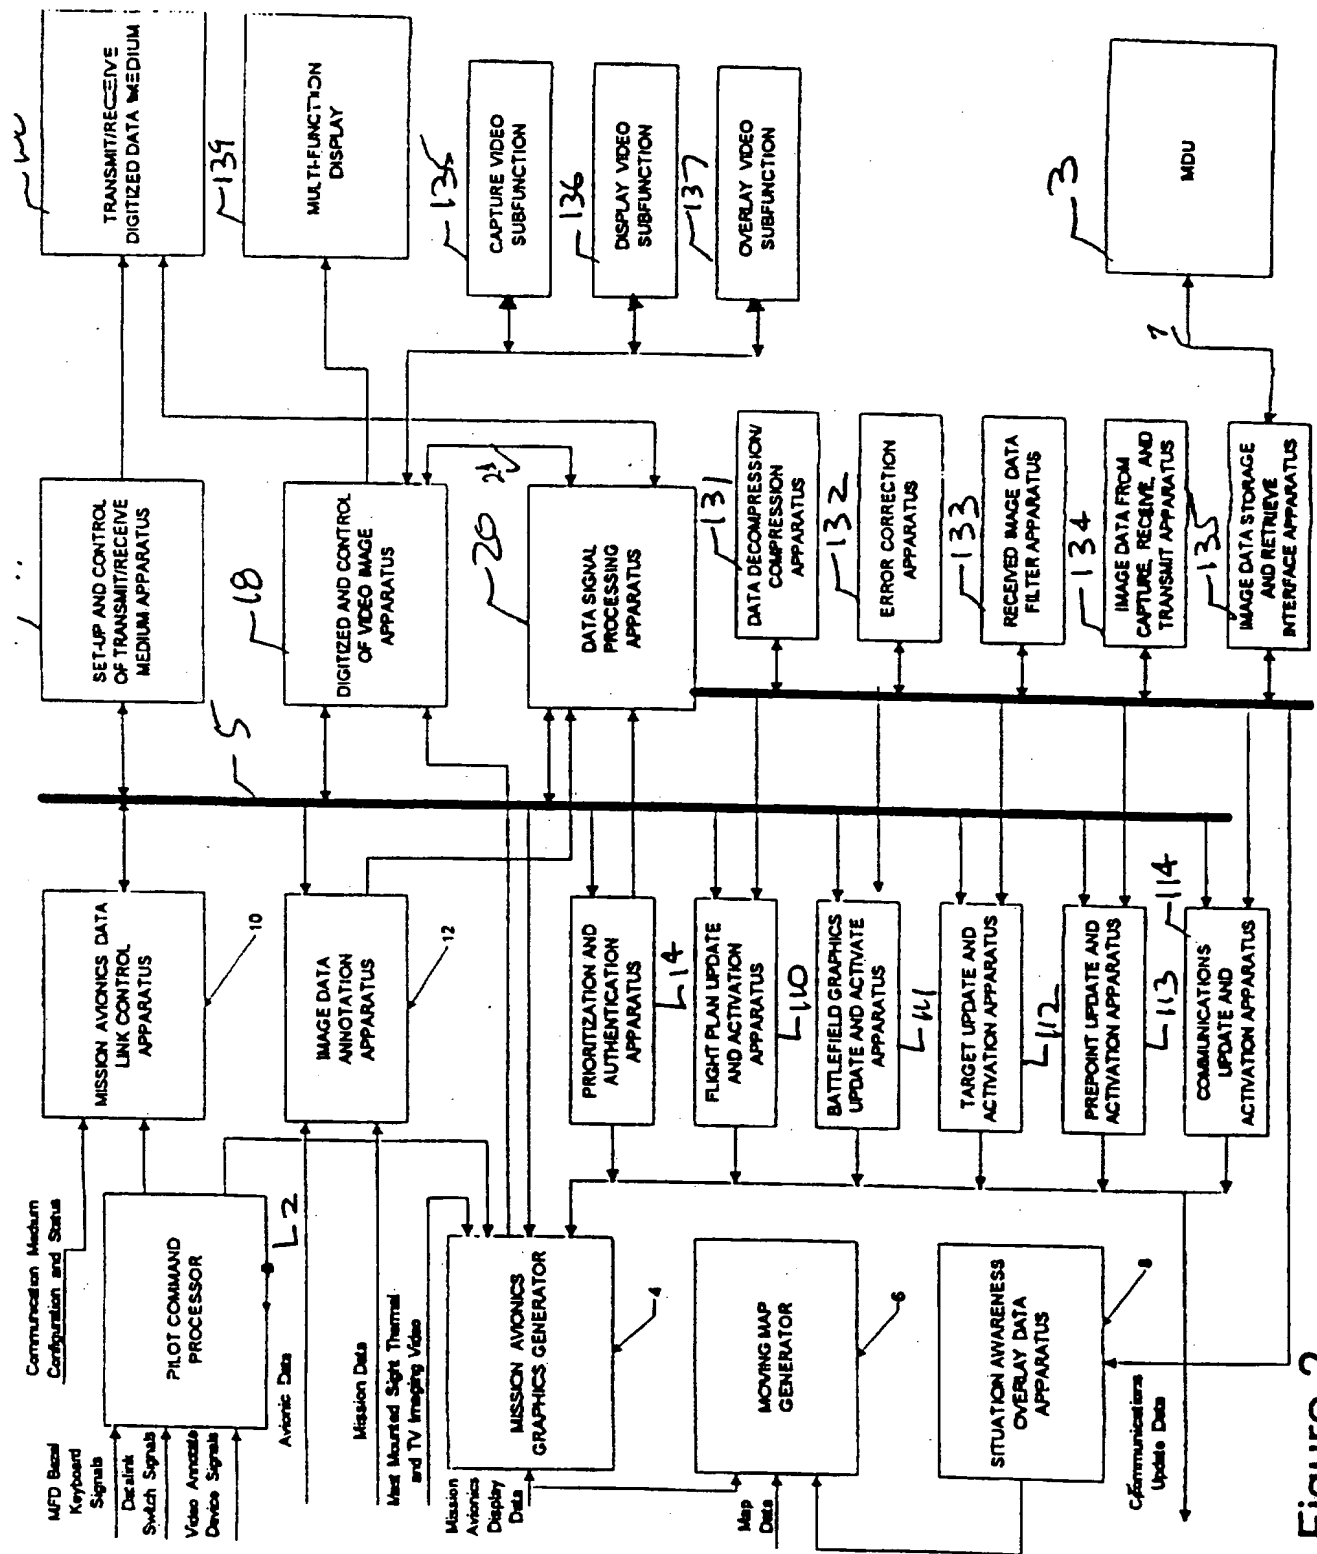 MFD Bezel
Keyboard
Signals
Datalink
Switch Signals
Video Annotate
Device Signals
Communication Medium
Configuration and Status
PILOT COMMAND
PROCESSOR
2
MISSION AVIONICS DATA
LINK CONTROL
APPARATUS
10
5
SET-UP AND CONTROL
OF TRANSMIT/RECEIVE
MEDIUM APPARATUS
TRANSMIT/RECEIVE
DIGITIZED DATA MEDIUM
Avionic Data
Mission Data
IMAGE DATA
ANNOTATION
APPARATUS
12
18
DIGITIZED AND CONTROL
OF VIDEO IMAGE
APPARATUS
139
MULTI-FUNCTION
DISPLAY
Mast Mounted Sight Thermal
and TV Imaging Video
Mission
Avionics
Display
Data
MISSION AVIONICS
GRAPHICS GENERATOR
4
PRIORITIZATION AND
AUTHENTICATION
APPARATUS
14
20
21
DATA SIGNAL
PROCESSING
APPARATUS
135
CAPTURE VIDEO
SUBFUNCTION
136
DISPLAY VIDEO
SUBFUNCTION
137
OVERLAY VIDEO
SUBFUNCTION
Map
Data
MOVING MAP
GENERATOR
6
FLIGHT PLAN UPDATE
AND ACTIVATION
APPARATUS
110
BATTLEFIELD GRAPHICS
UPDATE AND ACTIVATE
APPARATUS
111
131
DATA DECOMPRESSION/
COMPRESSION
APPARATUS
132
ERROR CORRECTION
APPARATUS
SITUATION AWARENESS
OVERLAY DATA
APPARATUS
8
TARGET UPDATE AND
ACTIVATION APPARATUS
112
PREPOINT UPDATE AND
ACTIVATION APPARATUS
113
133
RECEIVED IMAGE DATA
FILTER APPARATUS
134
IMAGE DATA FROM
CAPTURE, RECEIVE, AND
TRANSMIT APPARATUS
114
COMMUNICATIONS
UPDATE AND
ACTIVATION APPARATUS
135
IMAGE DATA STORAGE
AND RETRIEVE
INTERFACE APPARATUS
7
3
MDU
Update Data
Figure 2